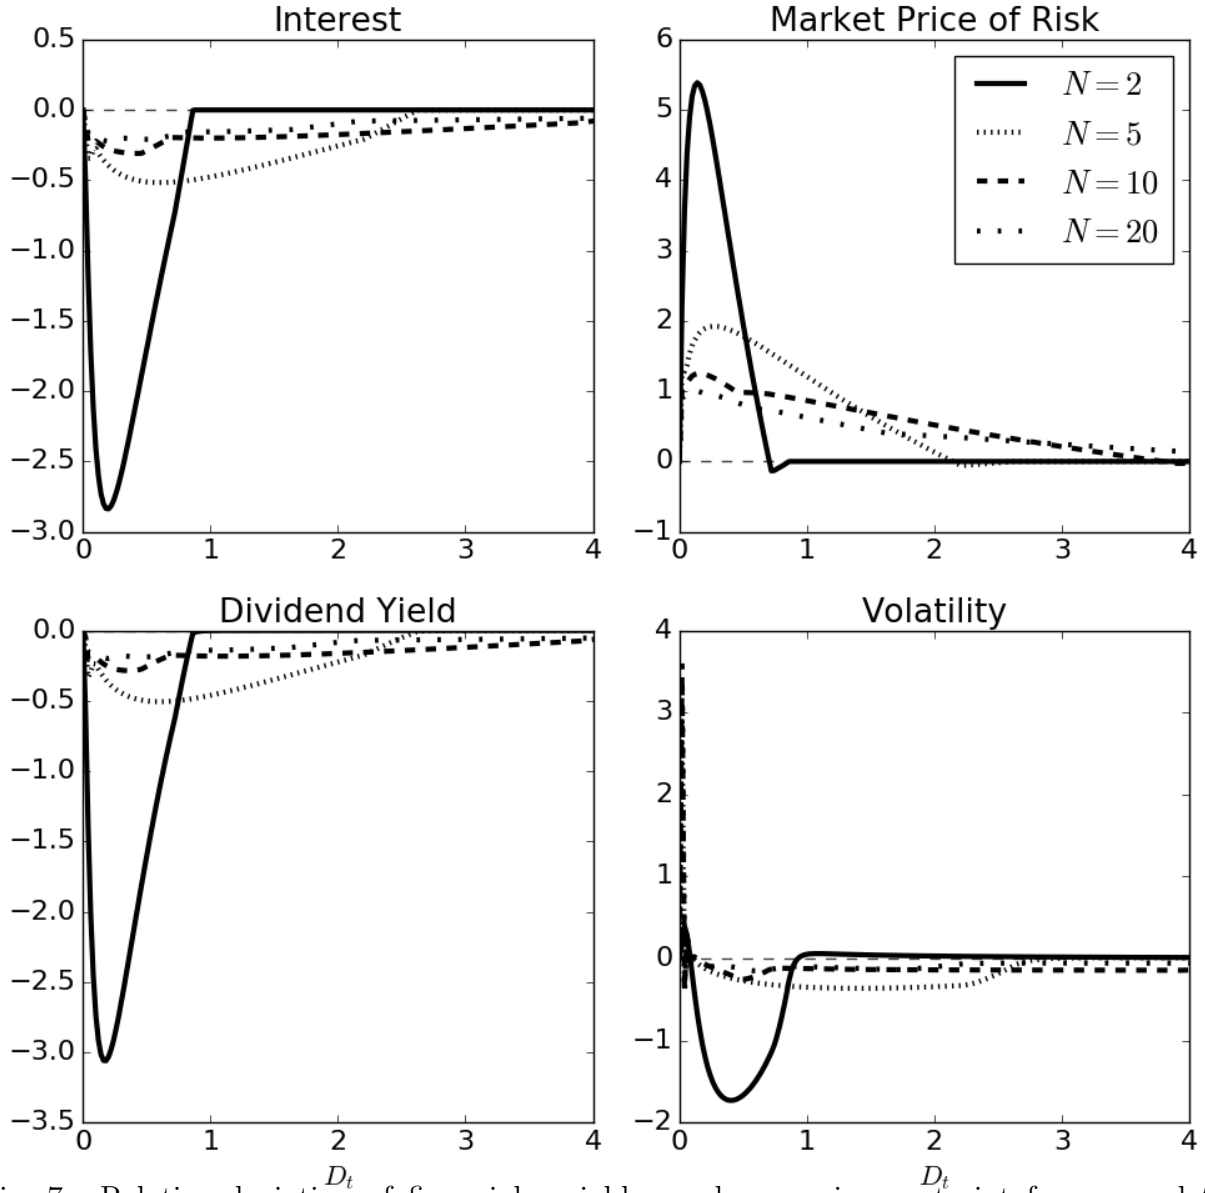 Interest
Market Price of Risk
0.5
0.0
−0.5
−1.0
−1.5
−2.0
−2.5
−3.0
0 1 2 3 4
6
5
4
3
2
1
0
−1
0 1 2 3 4
N = 2
N = 5
N = 10
N = 20
Dividend Yield
Volatility
0.0
−0.5
−1.0
−1.5
−2.0
−2.5
−3.0
−3.5
0 1 2 3 4
D_t
4
3
2
1
0
−1
−2
0 1 2 3 4
D_t